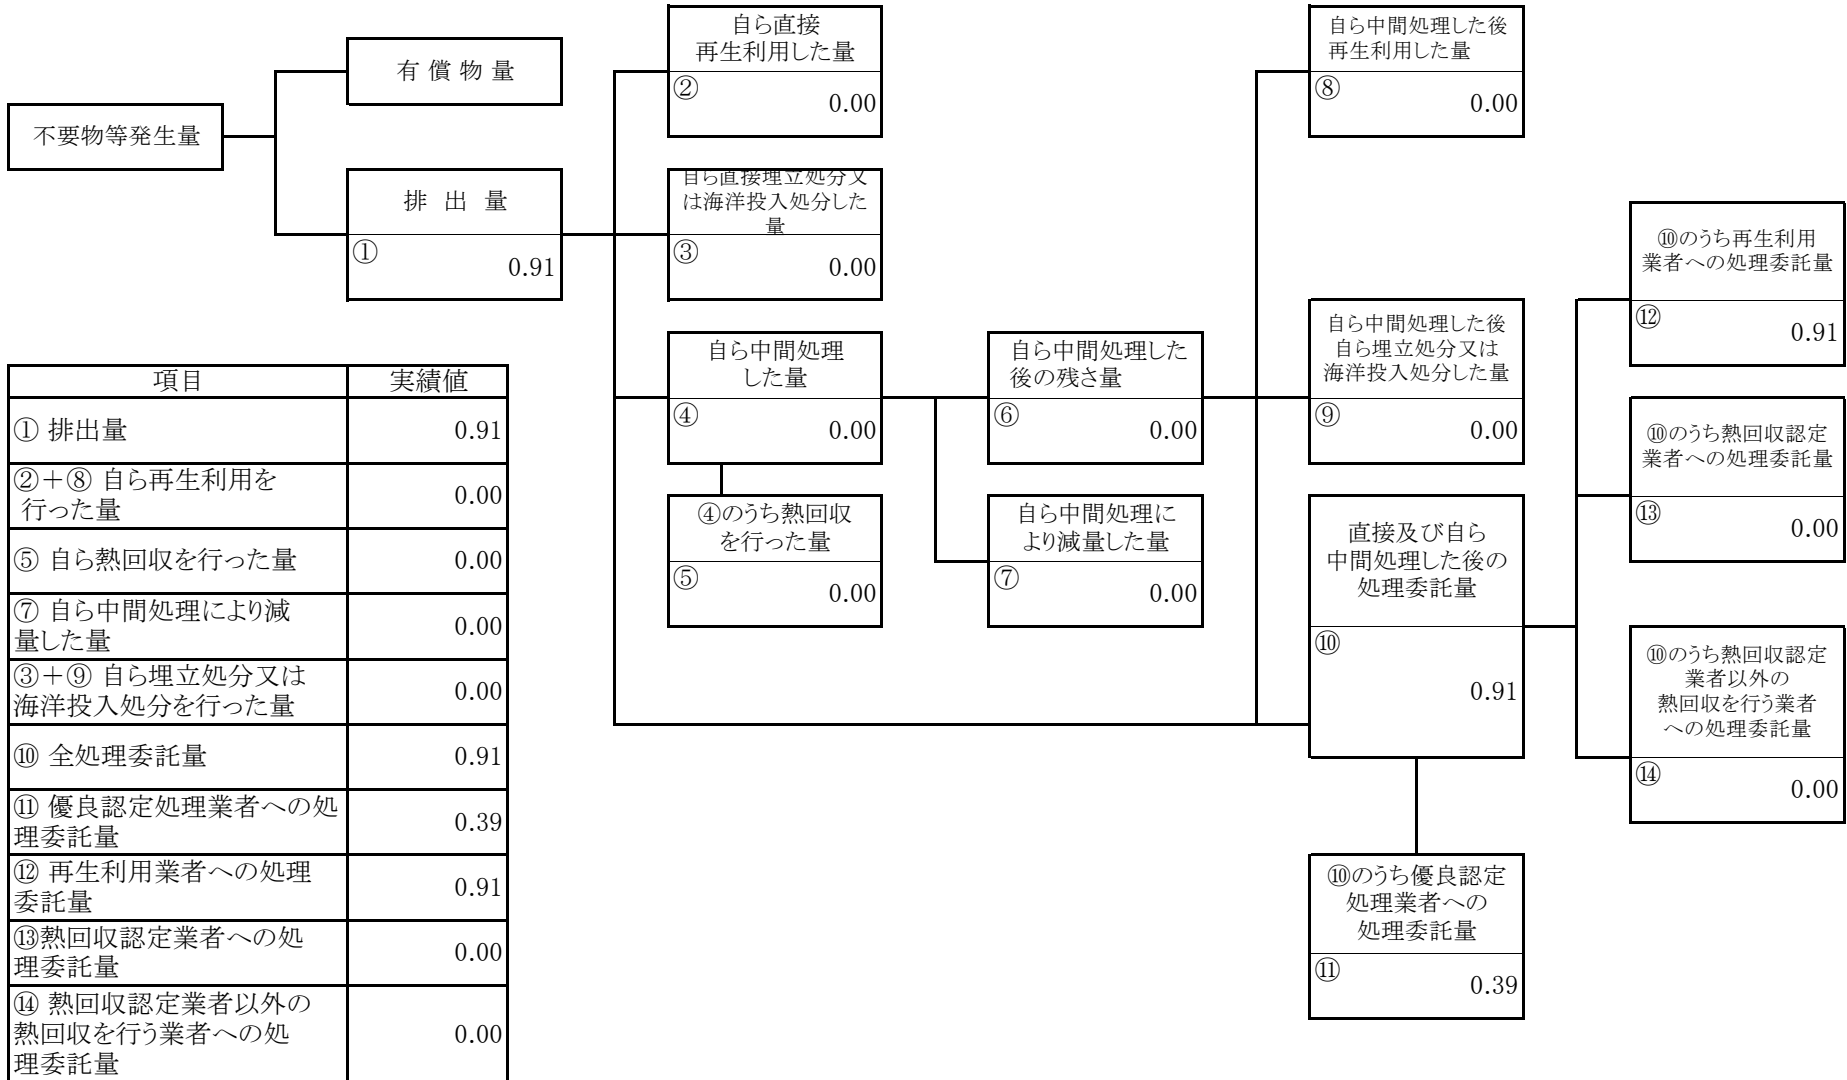 不要物等発生量
有 償 物 量
排 出 量
①
0.91
自ら直接
再生利用した量
②
0.00
自ら直接埋立処分又
は海洋投入処分した
量
③
0.00
自ら中間処理
した量
④
0.00
④のうち熱回収
を行った量
⑤
0.00
自ら中間処理した
後の残さ量
⑥
0.00
自ら中間処理に
より減量した量
⑦
0.00
自ら中間処理した後
再生利用した量
⑧
0.00
自ら中間処理した後
自ら埋立処分又は
海洋投入処分した量
⑨
0.00
直接及び自ら
中間処理した後の
処理委託量
⑩
0.91
⑩のうち優良認定
処理業者への
処理委託量
⑪
0.39
⑩のうち再生利用
業者への処理委託量
⑫
0.91
⑩のうち熱回収認定
業者への処理委託量
⑬
0.00
⑩のうち熱回収認定
業者以外の
熱回収を行う業者
への処理委託量
⑭
0.00
項目 実績値
① 排出量 0.91
②＋⑧ 自ら再生利用を
行った量 0.00
⑤ 自ら熱回収を行った量 0.00
⑦ 自ら中間処理により減
量した量 0.00
③＋⑨ 自ら埋立処分又は
海洋投入処分を行った量 0.00
⑩ 全処理委託量 0.91
⑪ 優良認定処理業者への処
理委託量 0.39
⑫ 再生利用業者への処理
委託量 0.91
⑬熱回収認定業者への処
理委託量 0.00
⑭ 熱回収認定業者以外の
熱回収を行う業者への処
理委託量 0.00